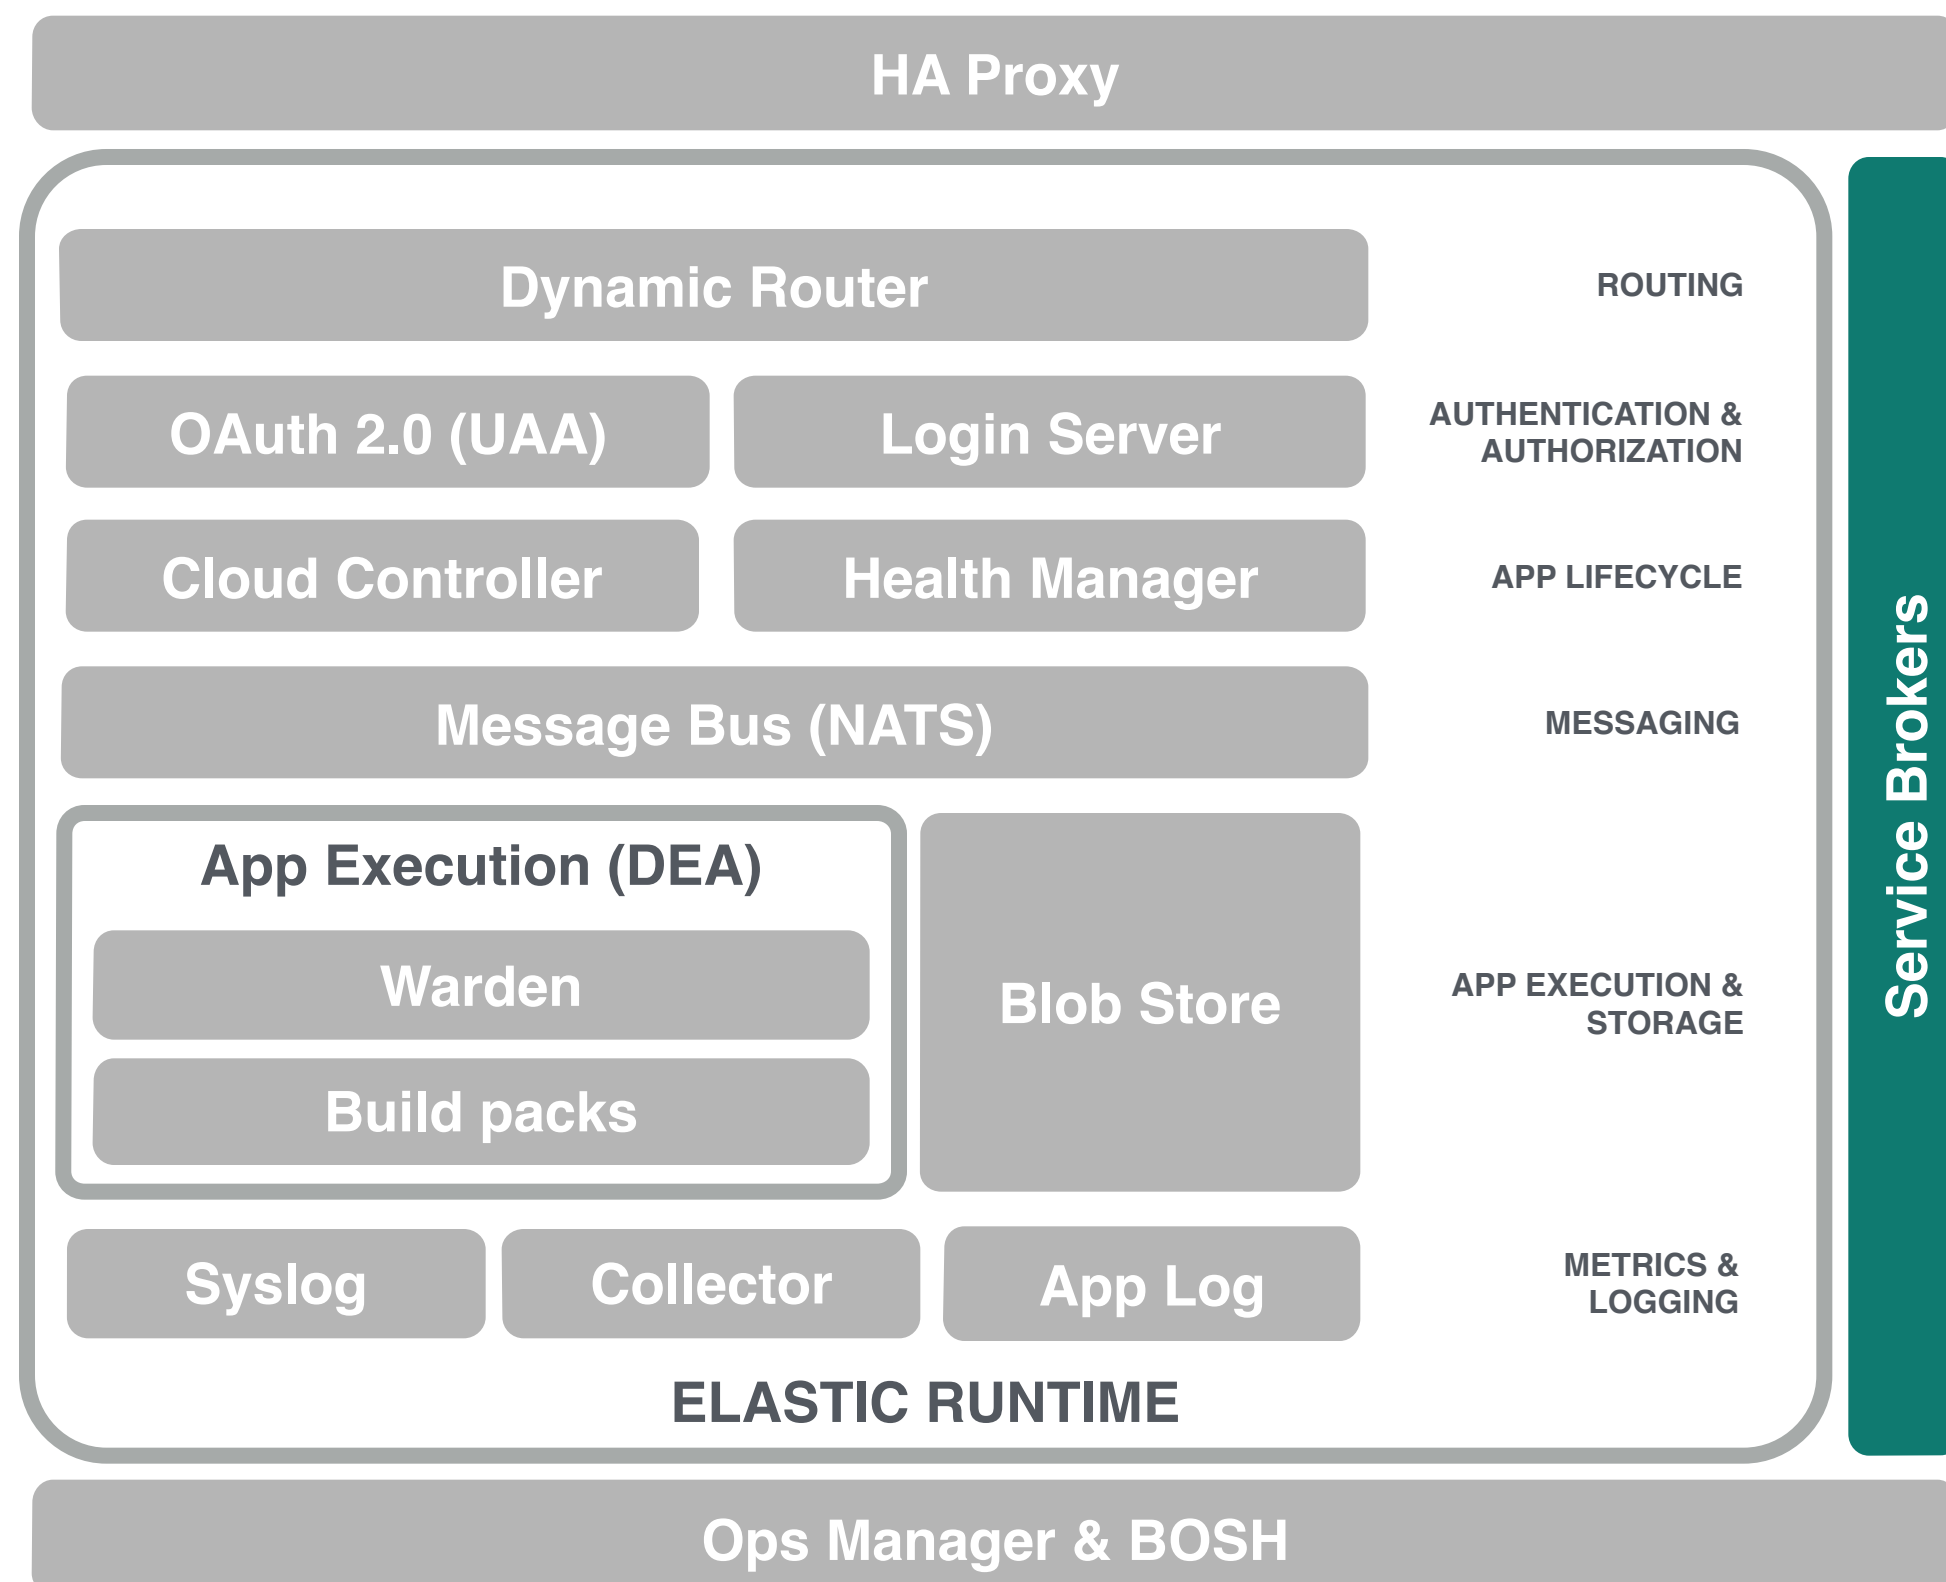 HA Proxy
Dynamic Router
ROUTING
OAuth 2.0 (UAA)
Login Server
AUTHENTICATION &
AUTHORIZATION
Cloud Controller
Health Manager
APP LIFECYCLE
Message Bus (NATS)
MESSAGING
App Execution (DEA)
Warden
Build packs
Blob Store
APP EXECUTION &
STORAGE
Syslog
Collector
App Log
METRICS &
LOGGING
ELASTIC RUNTIME
Service Brokers
Ops Manager & BOSH